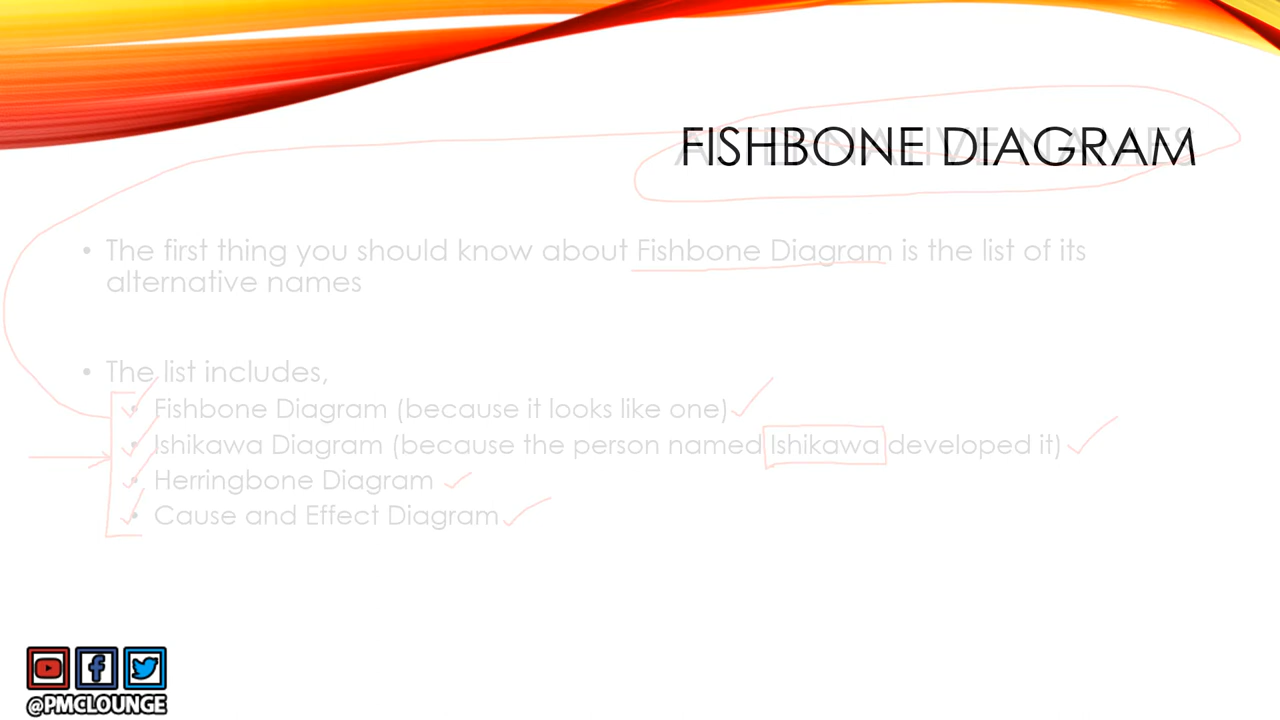 FISHBONE DIAGRAM
ALTERNATIVE NAMES
• The first thing you should know about Fishbone Diagram is the list of its
alternative names
• The list includes,
• Fishbone Diagram (because it looks like one)
• Ishikawa Diagram (because the person named Ishikawa developed it)
• Herringbone Diagram
• Cause and Effect Diagram
@PMCLOUNGE